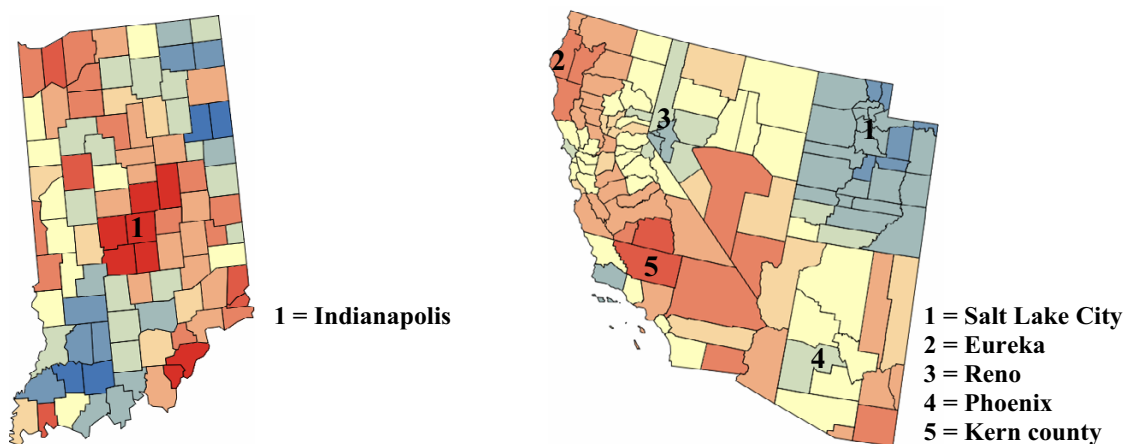 1
1 = Indianapolis
2
3
1
5
4
1 = Salt Lake City
2 = Eureka
3 = Reno
4 = Phoenix
5 = Kern county